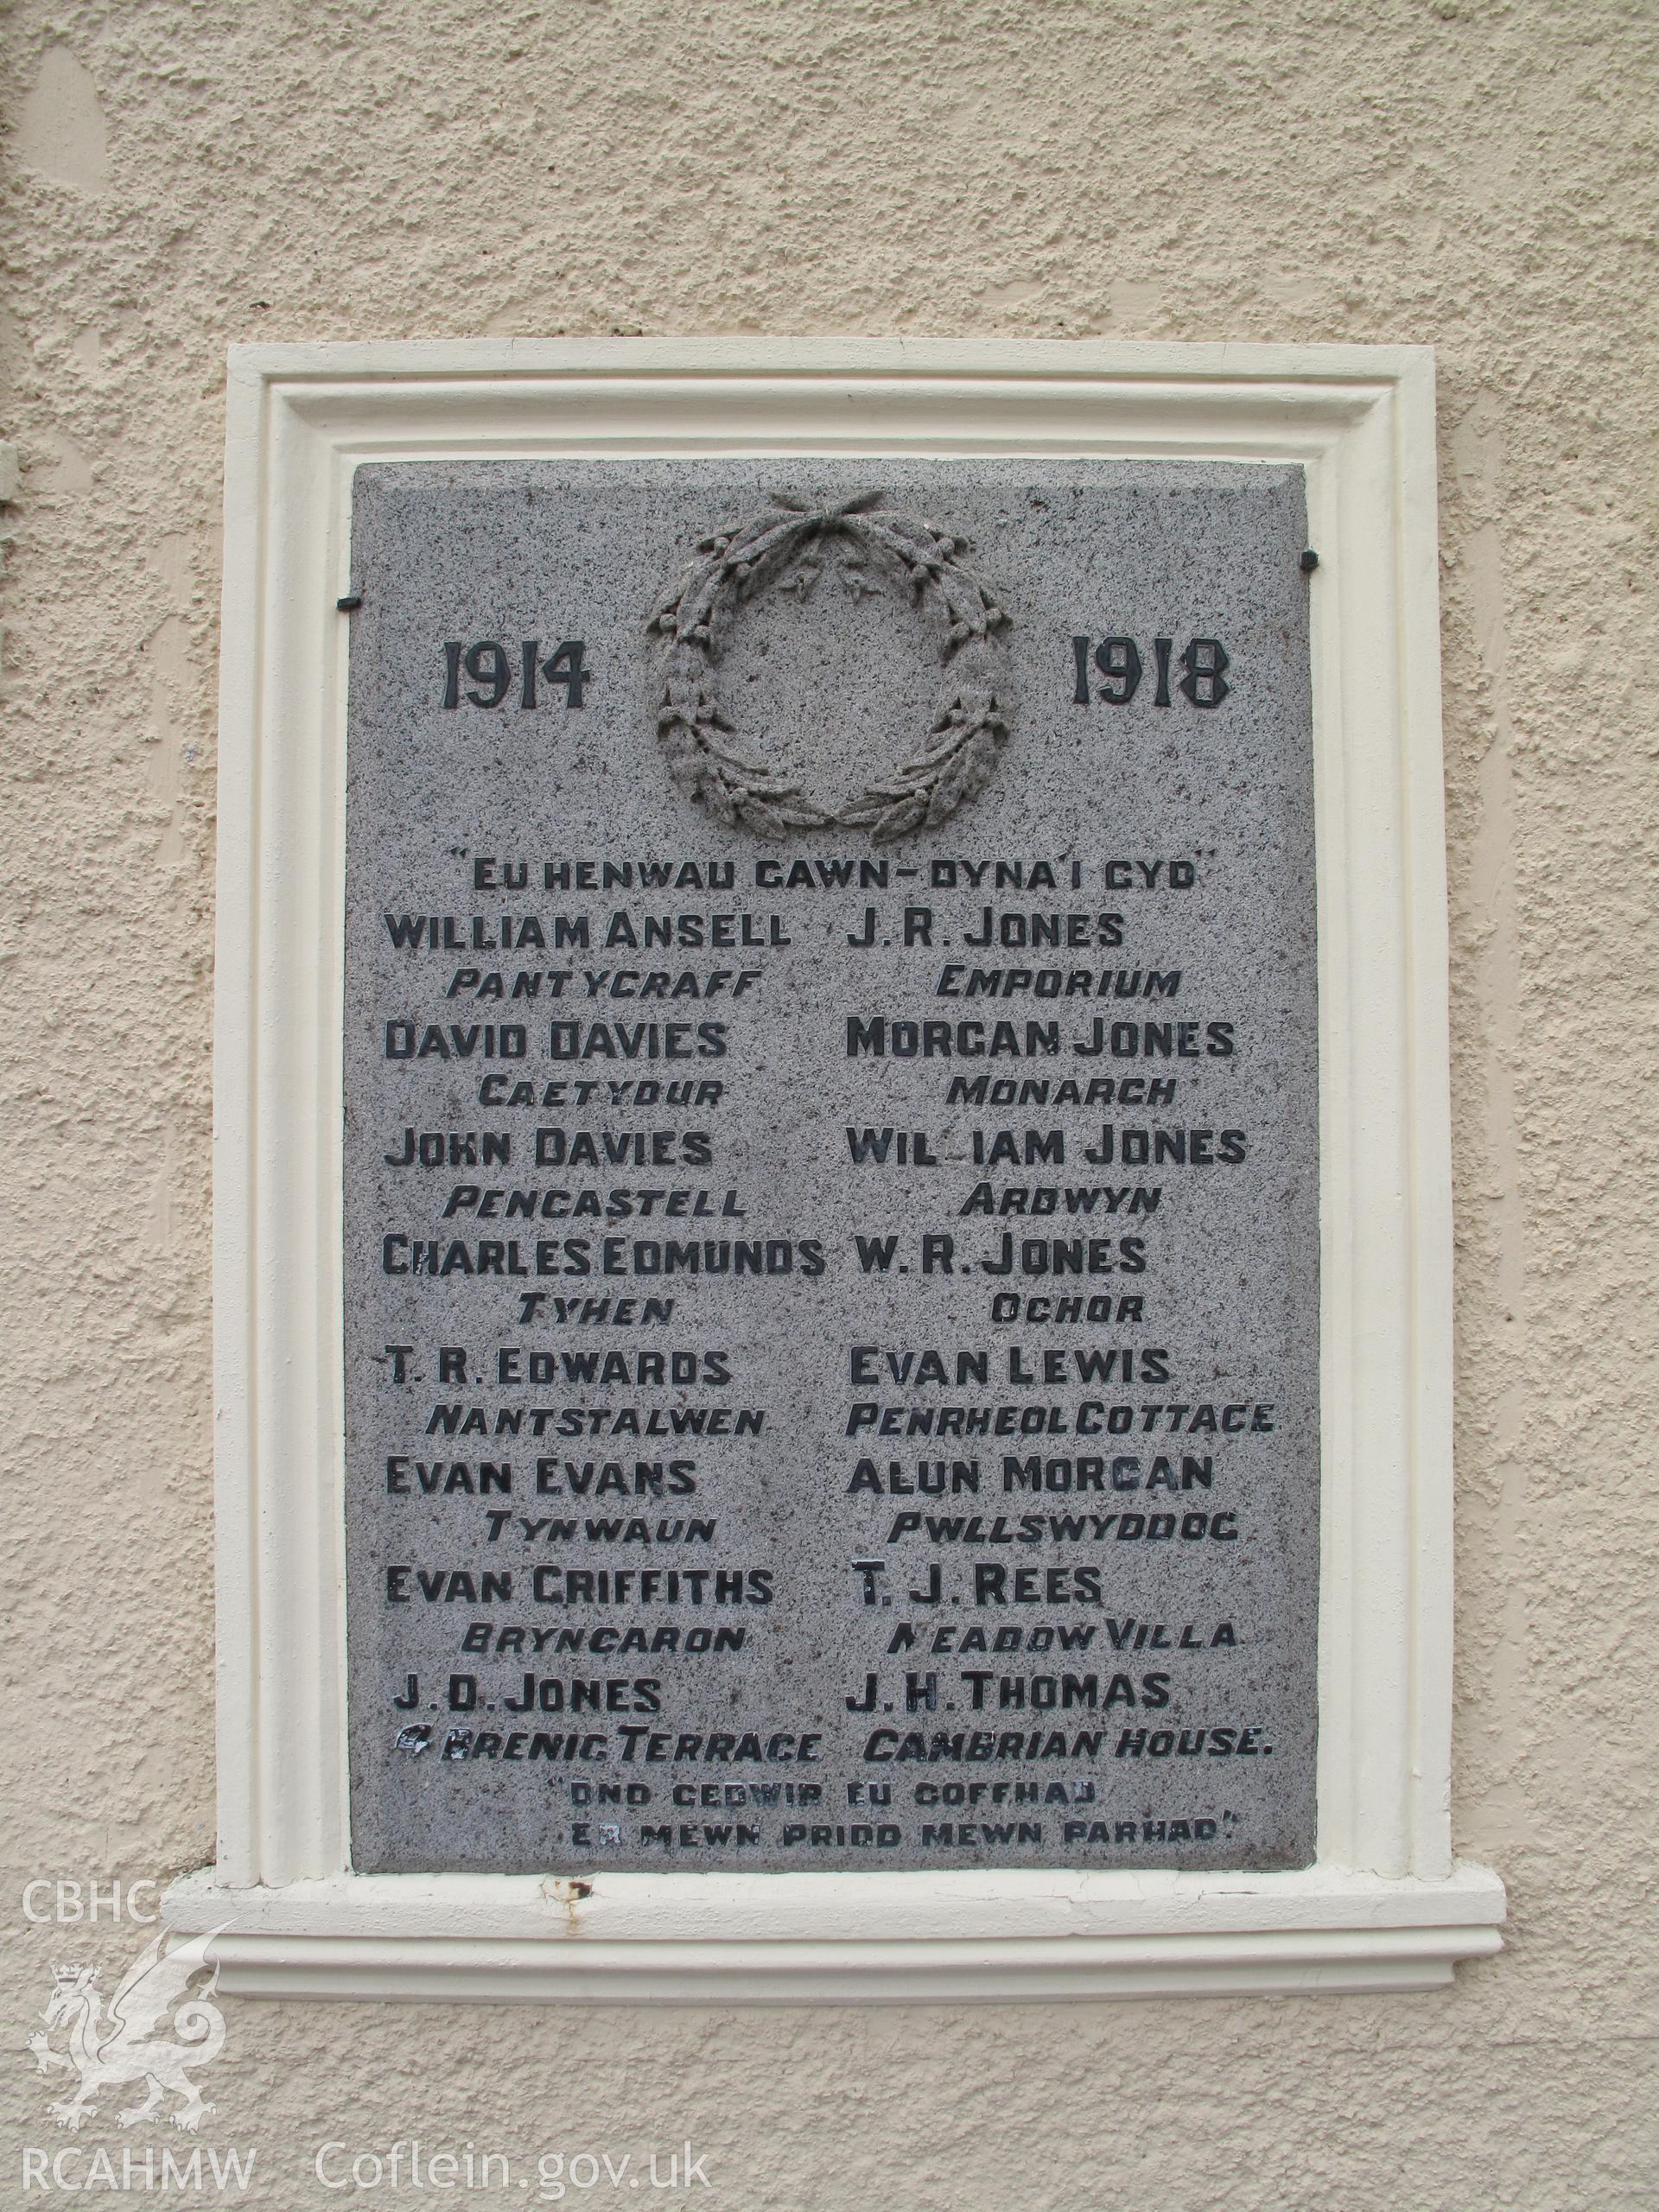 1914 1918
"EU HENWAU GAWN-DYNA'I GYD"
WILLIAM ANSELL J.R. JONES
PANTYCRAFF EMPORIUM
DAVID DAVIES MORGAN JONES
CAETYDUR MONARCH
JOHN DAVIES WIL IAM JONES
PENCASTELL ARDWYN
CHARLES EDMUNDS W.R. JONES
TYHEN OCHOR
T. R. EDWARDS EVAN LEWIS
NANTSTALWEN PENRHEOL COTTAGE
EVAN EVANS ALUN MORGAN
TYNWAUN PWLLSWYDDOG
EVAN GRIFFITHS T. J. REES
BRYNCARON MEADOW VILLA
J. D. JONES J. H. THOMAS
BRENIG TERRACE CAMBRIAN HOUSE.
"OND CEDWIR EU COFFHAD
ER MEWN PRIDD MEWN PARHAD".
CBHC
RCAHMW Coflein.gov.uk